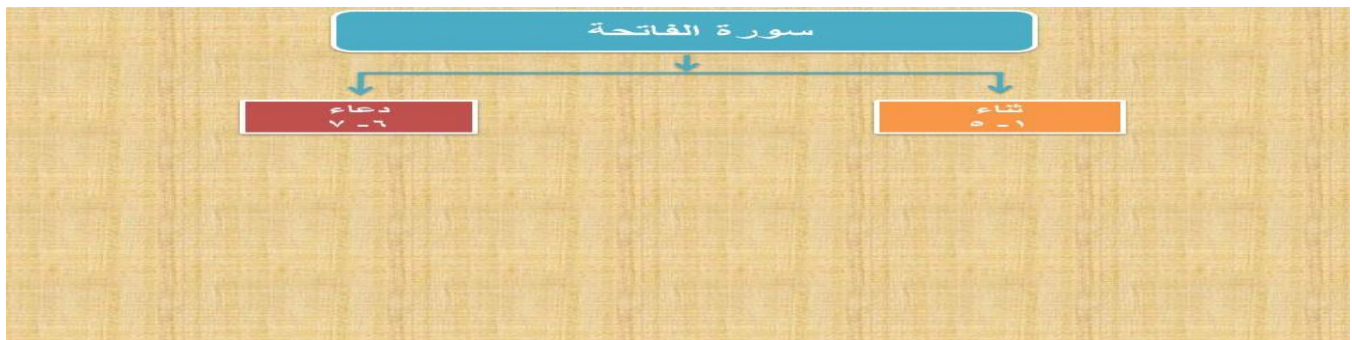 سورة الفاتحة
ثناء
١ - ٥
دعاء
٦ - ٧